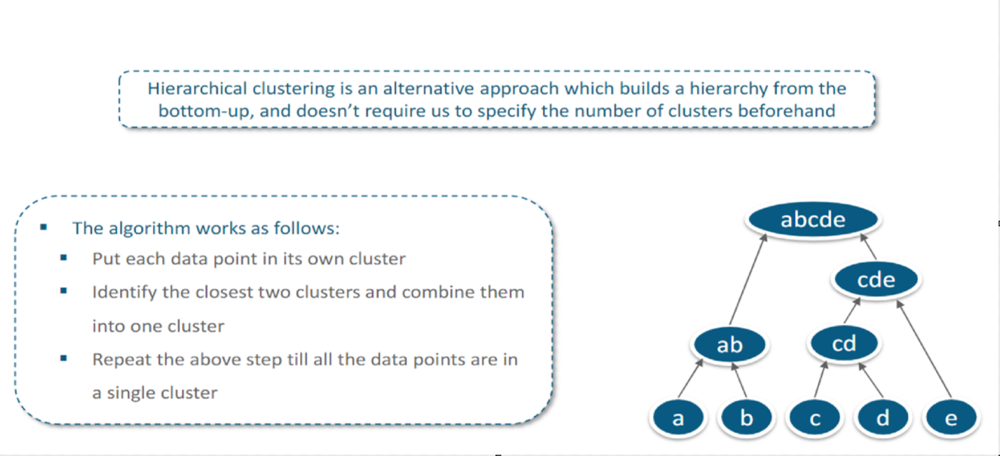 Hierarchical clustering is an alternative approach which builds a hierarchy from the
bottom-up, and doesn’t require us to specify the number of clusters beforehand
▪ The algorithm works as follows:
▪ Put each data point in its own cluster
▪ Identify the closest two clusters and combine them
into one cluster
▪ Repeat the above step till all the data points are in
a single cluster
abcde
cde
ab
cd
a
b
c
d
e